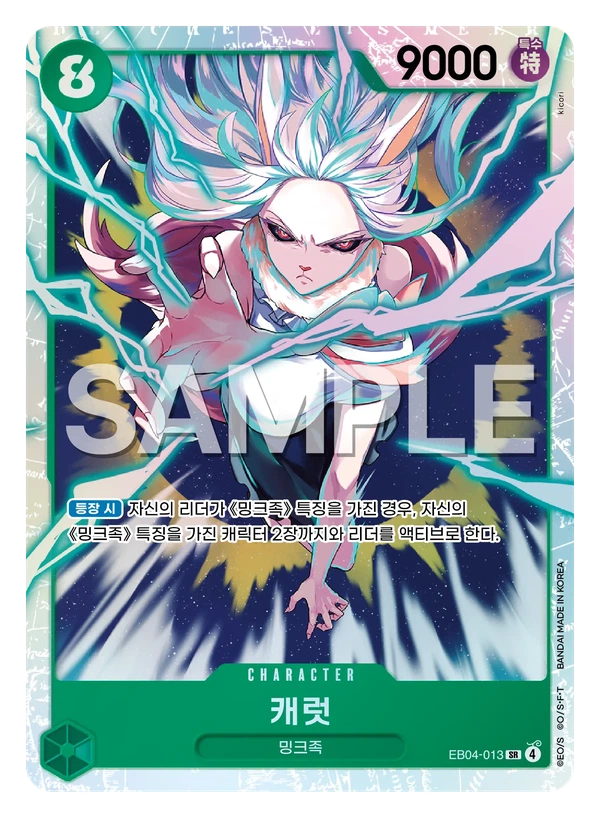 8
9000
특수
特
kicori
SAMPLE
등장 시 자신의 리더가 《밍크족》 특징을 가진 경우, 자신의
《밍크족》 특징을 가진 캐릭터 2장까지와 리더를 액티브로 한다.
CHARACTER
캐럿
밍크족
EB04-013 SR 4
©EO/S ©O/S·F·T BANDAI MADE IN KOREA